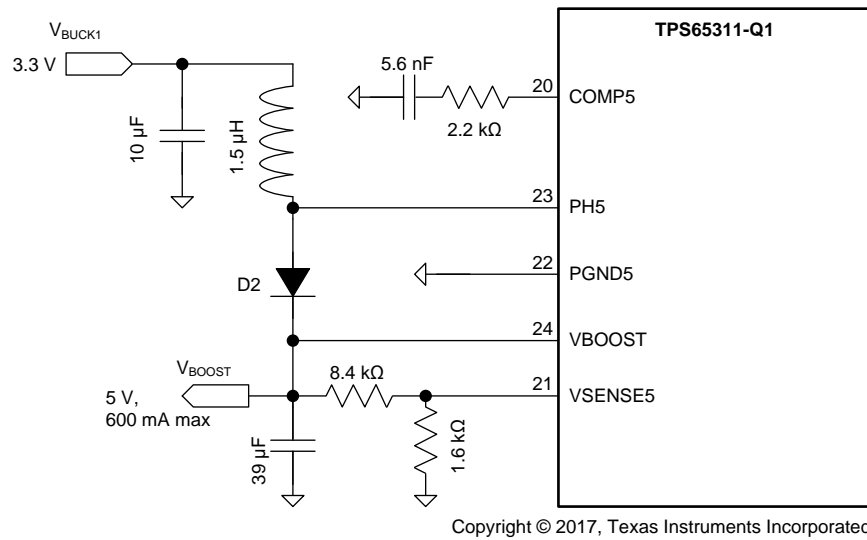 TPS65311-Q1
VBUCK1
3.3 V
10 µF
1.5 µH
5.6 nF
2.2 kΩ
20
COMP5
23
PH5
22
PGND5
D2
24
VBOOST
VBOOST
5 V,
600 mA max
8.4 kΩ
21
VSENSE5
39 µF
1.6 kΩ
Copyright © 2017, Texas Instruments Incorporated